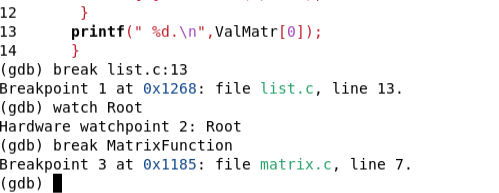 12        }
13       printf(" %d.\n",ValMatr[0]);
14       }
(gdb) break list.c:13
Breakpoint 1 at 0x1268: file list.c, line 13.
(gdb) watch Root
Hardware watchpoint 2: Root
(gdb) break MatrixFunction
Breakpoint 3 at 0x1185: file matrix.c, line 7.
(gdb)